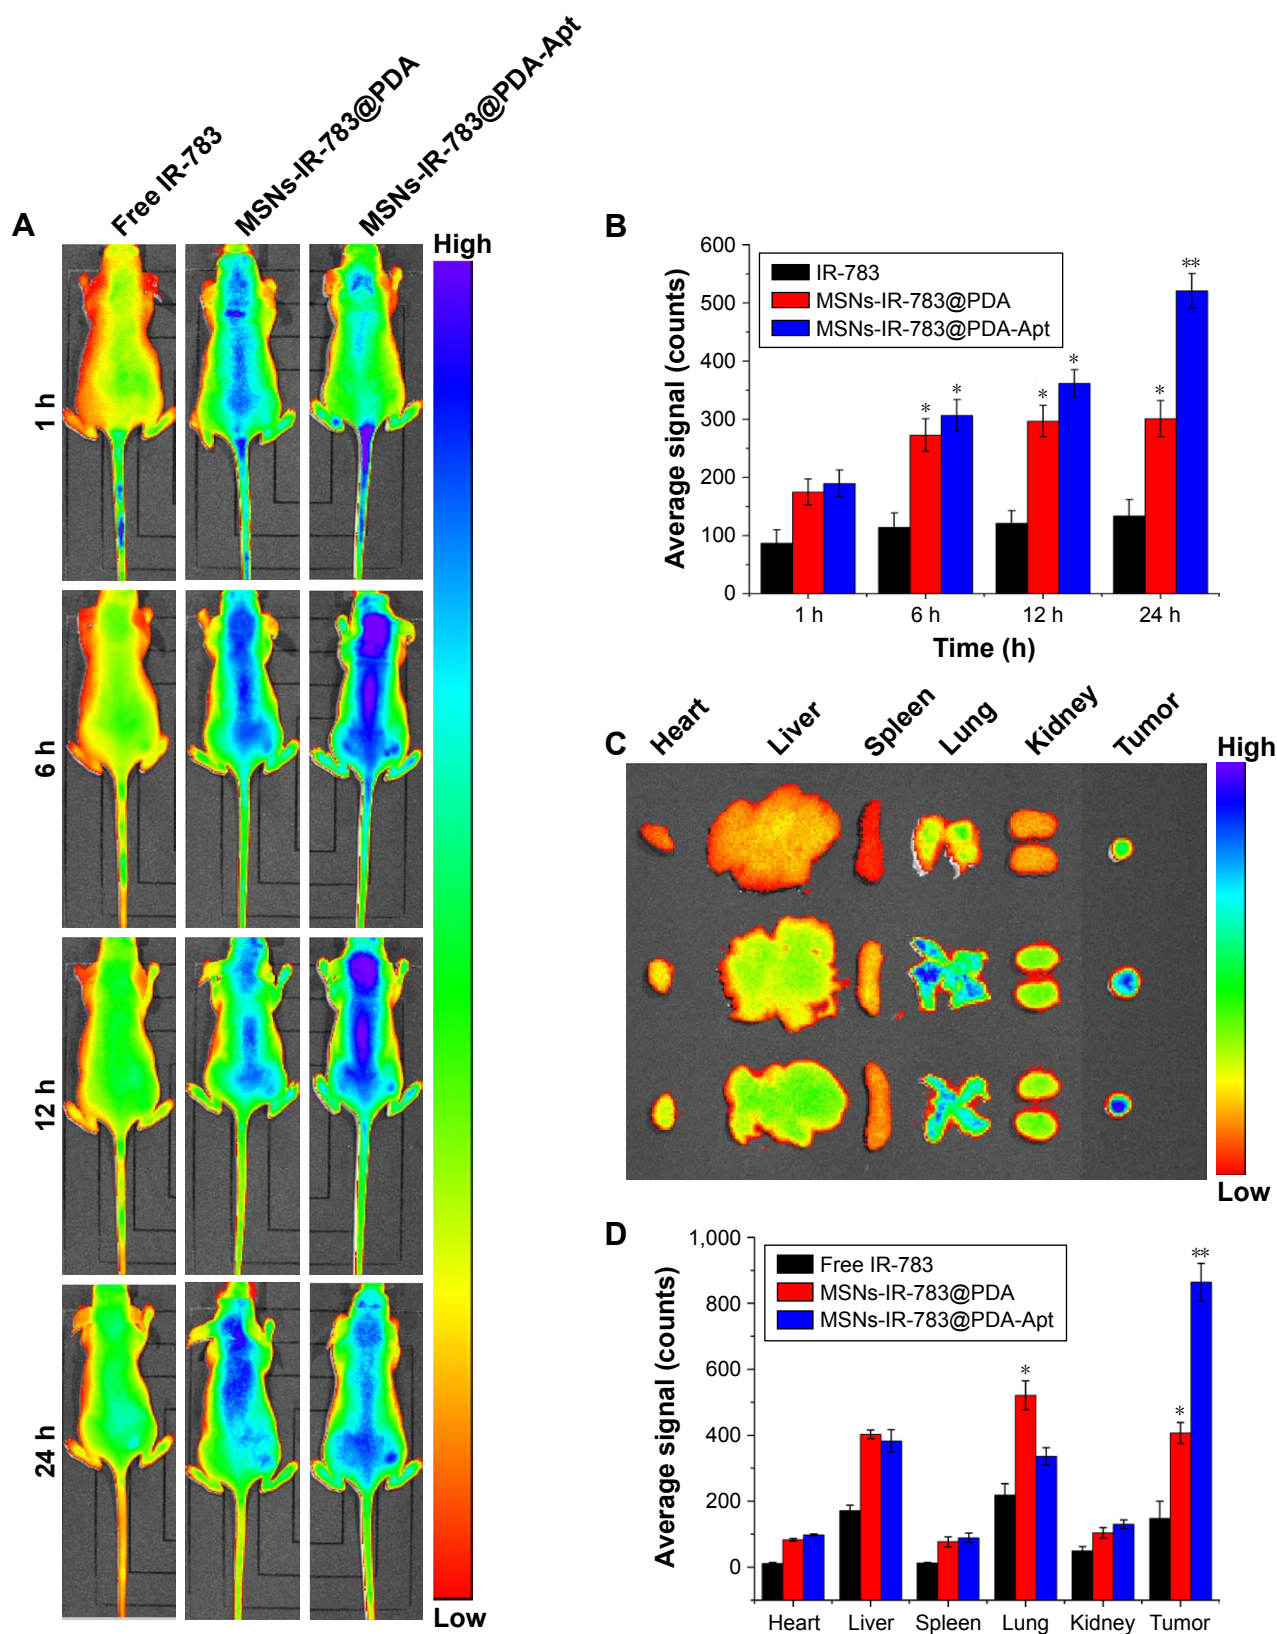 Free IR-783
MSNs-IR-783@PDA
MSNs-IR-783@PDA-Apt
A
High
1 h
6 h
12 h
24 h
Low
B
600
500
400
300
200
100
0
Average signal (counts)
IR-783
MSNs-IR-783@PDA
MSNs-IR-783@PDA-Apt
*
*
*
*
*
**
1 h
6 h
12 h
24 h
Time (h)
C
Heart
Liver
Spleen
Lung
Kidney
Tumor
High
Low
D
1,000
800
600
400
200
0
Average signal (counts)
Free IR-783
MSNs-IR-783@PDA
MSNs-IR-783@PDA-Apt
*
*
**
Heart
Liver
Spleen
Lung
Kidney
Tumor